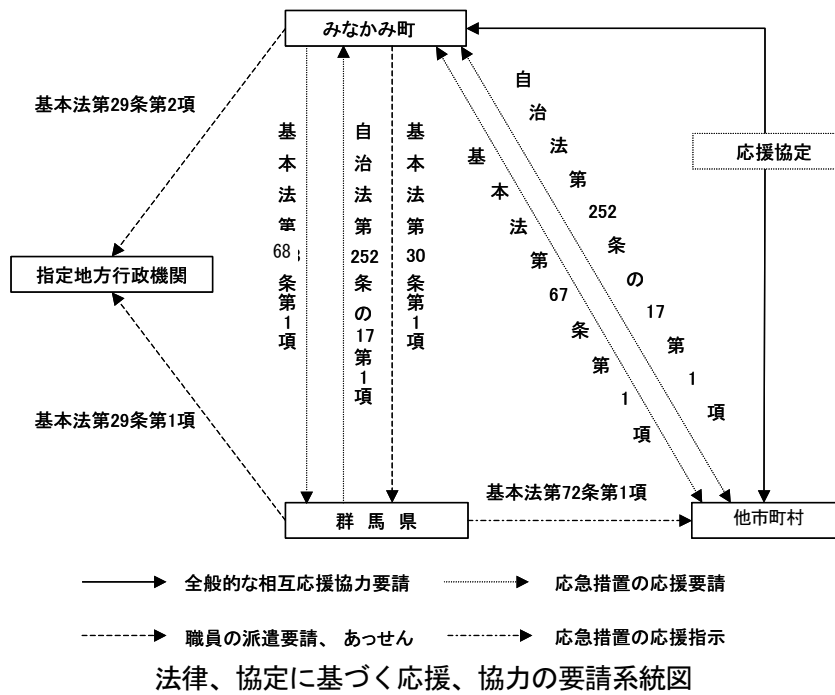 みなかみ町
基本法第29条第2項
基本法第68条第1項
自治法第252条の17第1項
基本法第30条第1項
基本法第67条第1項
自治法第252条の17第1項
応援協定
指定地方行政機関
基本法第29条第1項
基本法第72条第1項
群馬県
他市町村
全般的な相互応援協力要請
応急措置の応援要請
職員の派遣要請、あっせん
応急措置の応援指示
法律、協定に基づく応援、協力の要請系統図